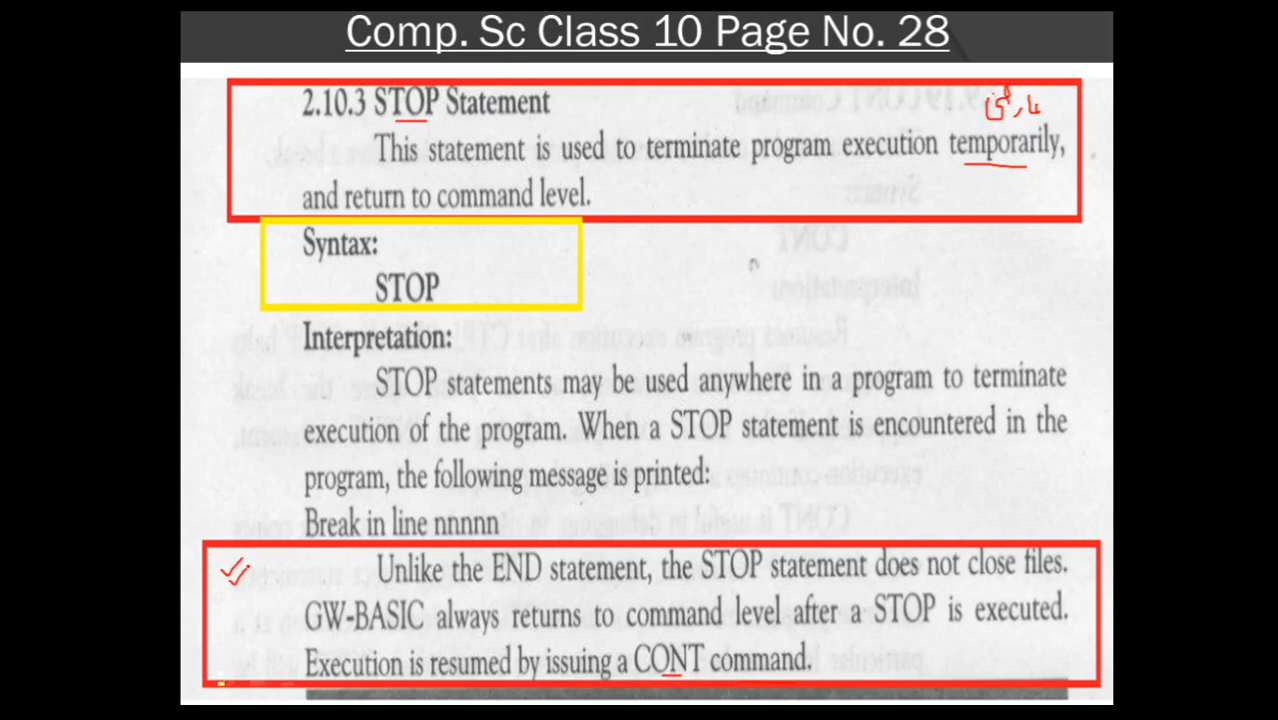 Comp. Sc Class 10 Page No. 28
2.10.3 STOP Statement
عارضی
This statement is used to terminate program execution temporarily,
and return to command level.
Syntax:
STOP
Interpretation:
STOP statements may be used anywhere in a program to terminate
execution of the program. When a STOP statement is encountered in the
program, the following message is printed:
Break in line nnnnn
Unlike the END statement, the STOP statement does not close files.
GW-BASIC always returns to command level after a STOP is executed.
Execution is resumed by issuing a CONT command.